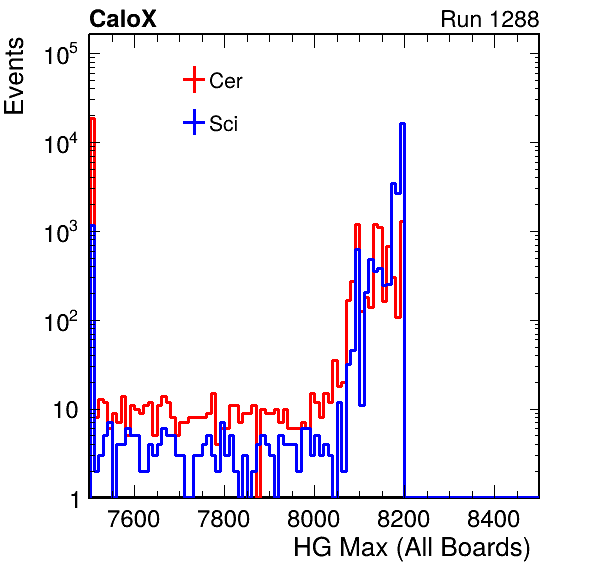 CaloX Run 1288
Events
10^5
10^4
10^3
10^2
10
1
Cer
Sci
7600 7800 8000 8200 8400
HG Max (All Boards)